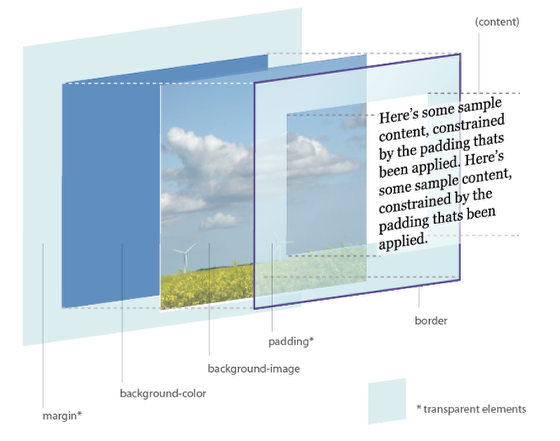 (content)
Here's some sample
content, constrained
by the padding thats
been applied. Here's
some sample content,
constrained by the
padding thats been
applied.
border
padding*
background-image
background-color
margin*
* transparent elements